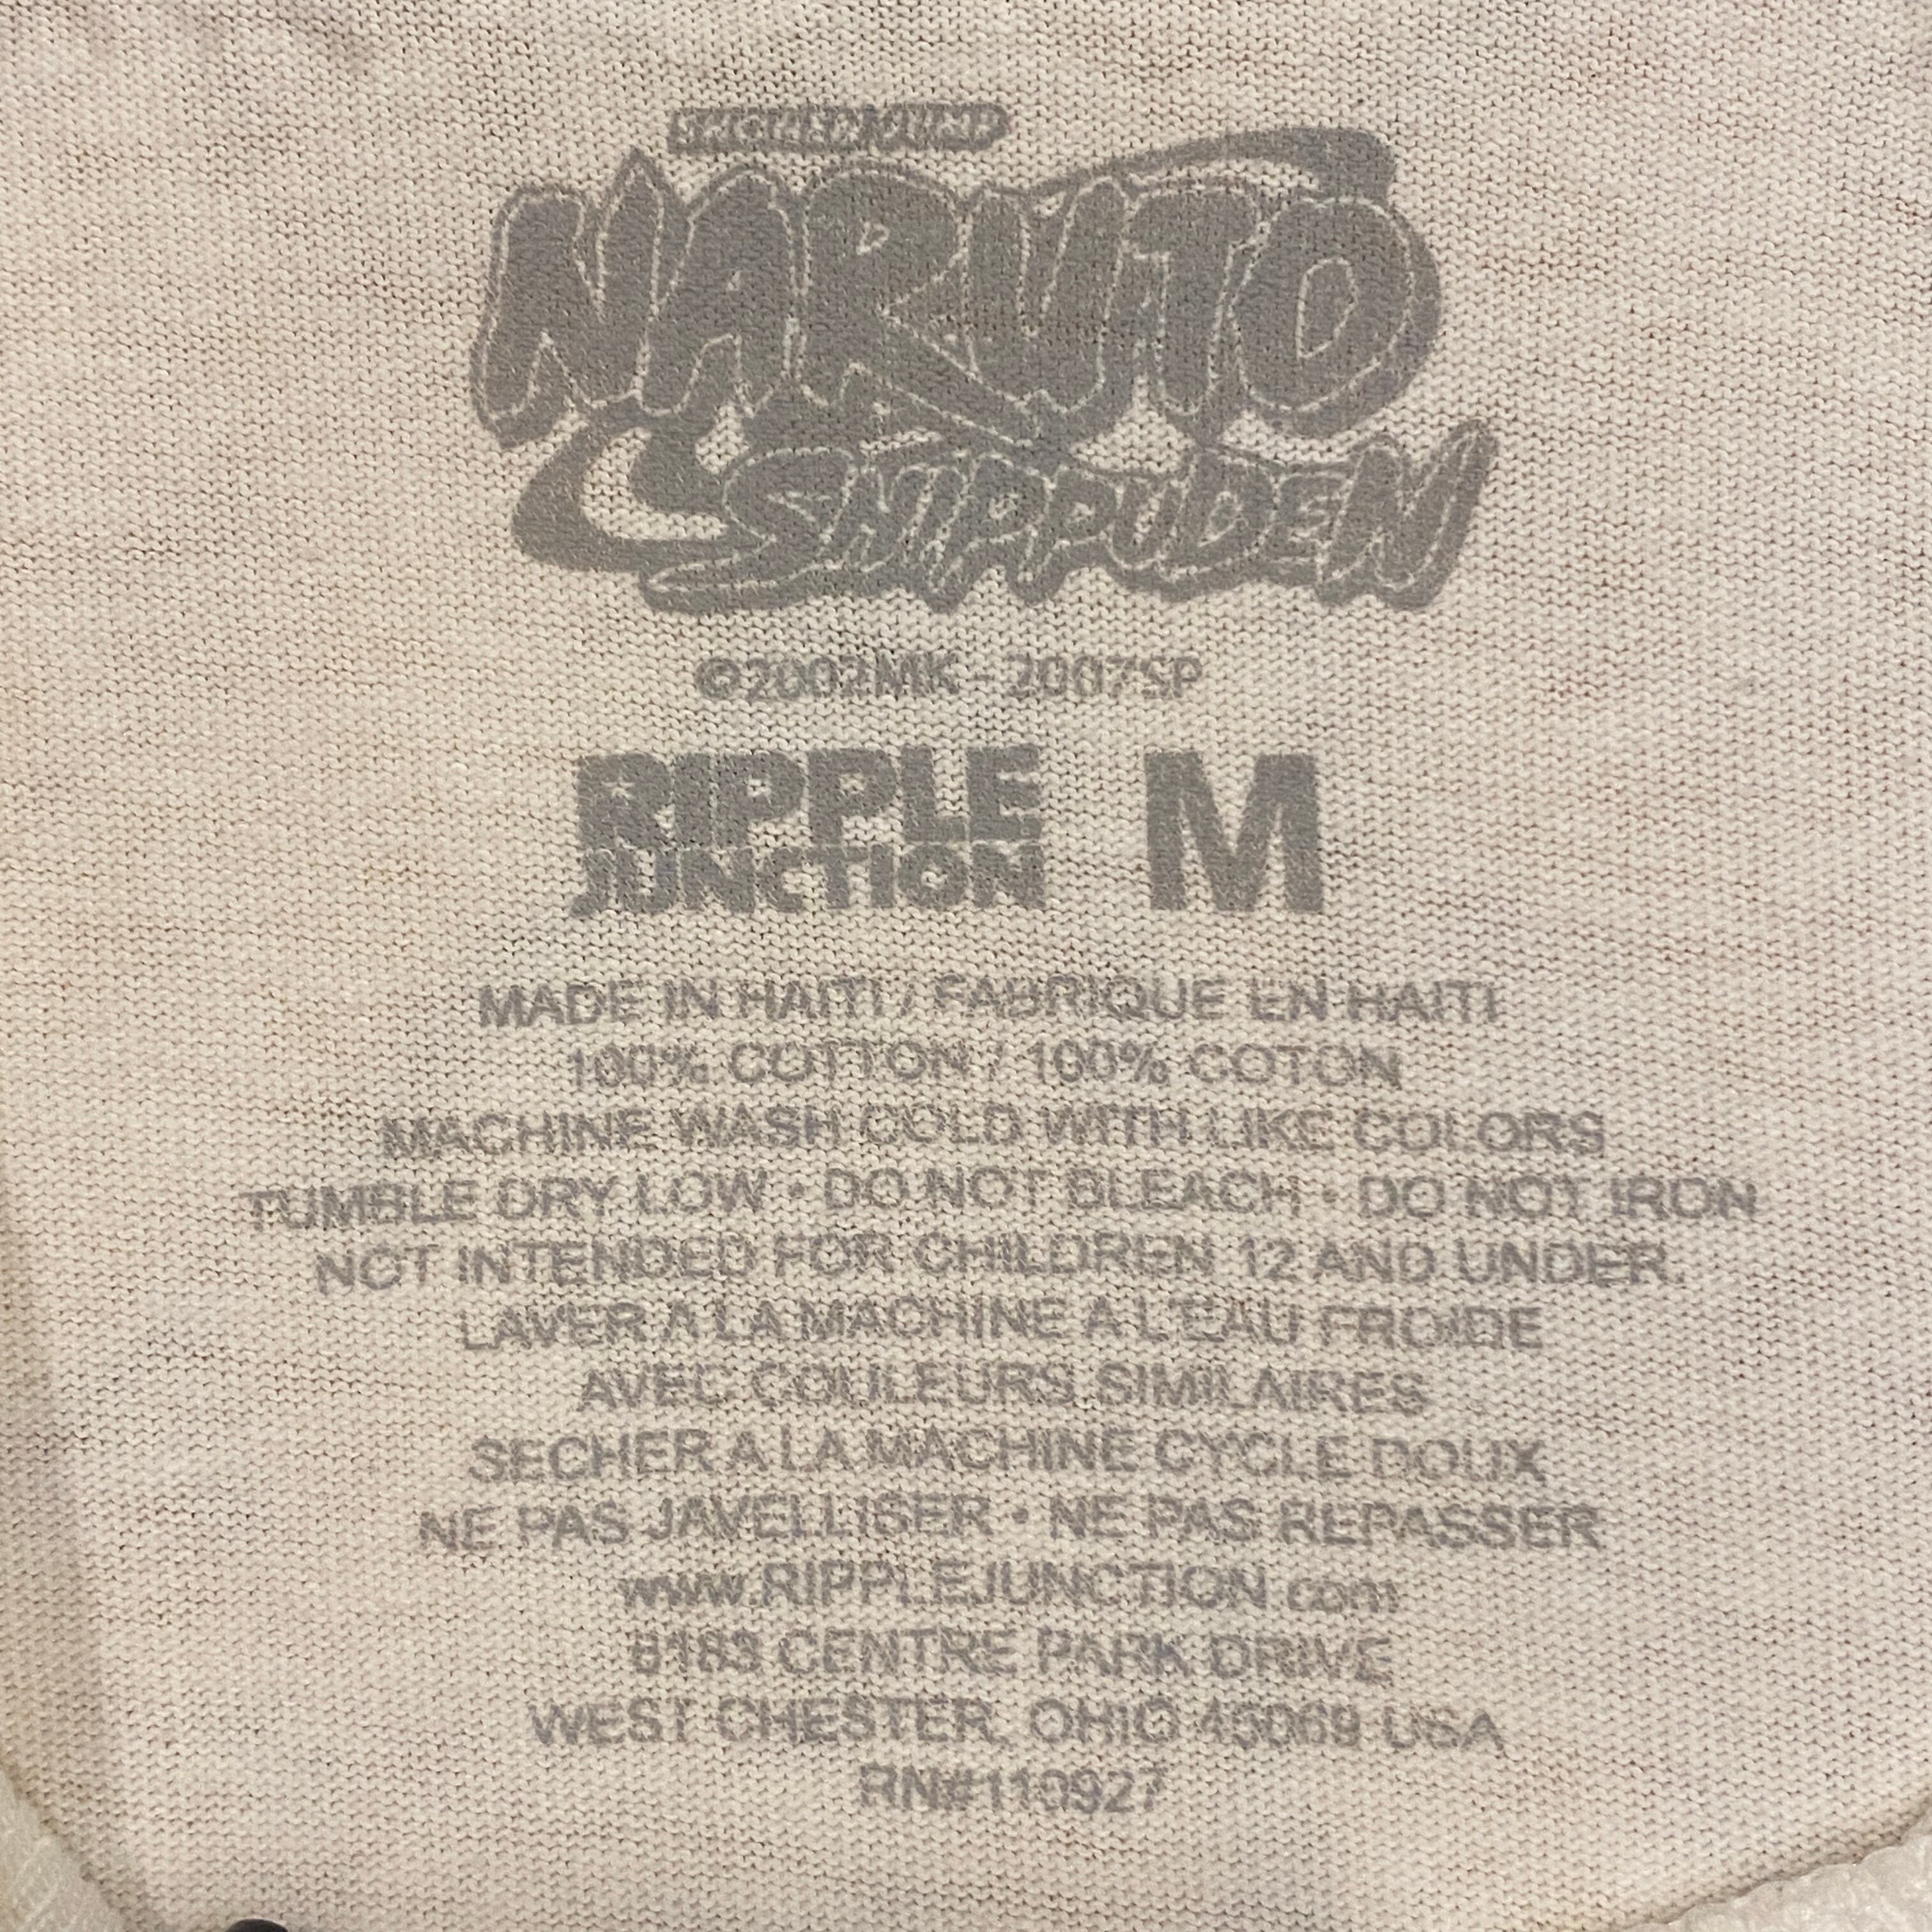 SHONEN JUMP
NARUTO
SHIPPUDEN
©2002MK - 2007SP
RIPPLE
JUNCTION
M
MADE IN HAITI / FABRIQUE EN HAITI
100% COTTON / 100% COTON
MACHINE WASH COLD WITH LIKE COLORS
TUMBLE DRY LOW • DO NOT BLEACH • DO NOT IRON
NOT INTENDED FOR CHILDREN 12 AND UNDER.
LAVER A LA MACHINE A L'EAU FROIDE
AVEC COULEURS SIMILAIRES
SECHER A LA MACHINE CYCLE DOUX
NE PAS JAVELLISER • NE PAS REPASSER
www.RIPPLEJUNCTION.com
CENTRE PARK DRIVE
WEST CHESTER, OHIO 45069 USA
RN#110927